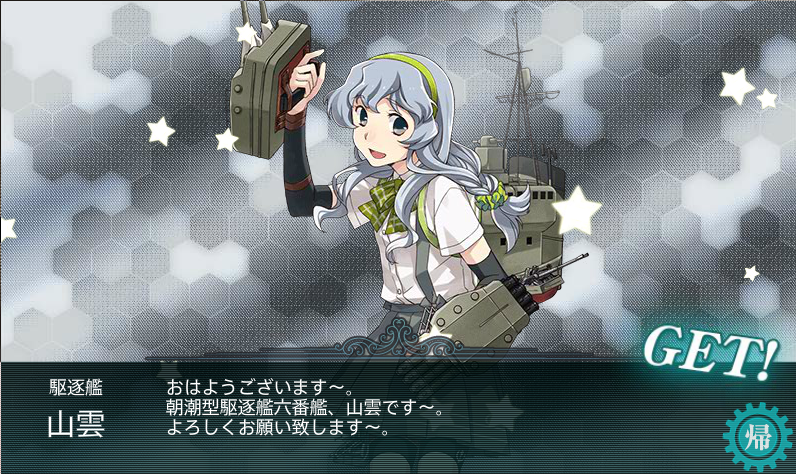 GET!
駆逐艦
山雲
おはようございます～。
朝潮型駆逐艦六番艦、山雲です～。
よろしくお願い致します～。
帰